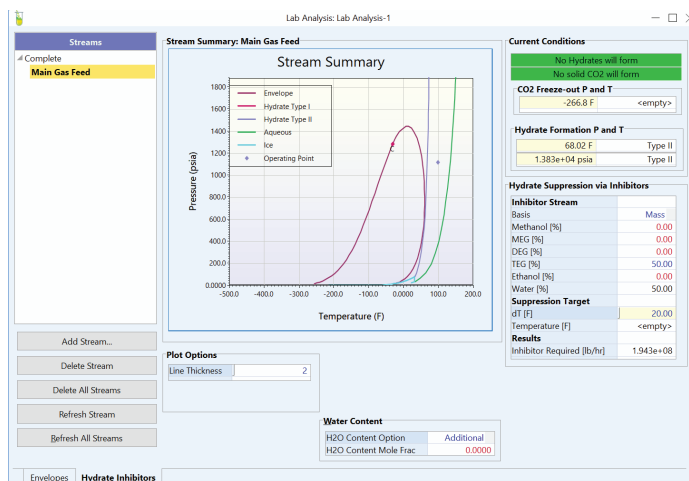 Lab Analysis: Lab Analysis-1
Streams
Complete
Main Gas Feed
Add Stream...
Delete Stream
Delete All Streams
Refresh Stream
Refresh All Streams
Stream Summary: Main Gas Feed
Stream Summary
Pressure (psia)
1800
1600
1400
1200
1000.
800.0
600.0
400.0
200.0
0.0000
Envelope
Hydrate Type I
Hydrate Type II
Aqueous
Ice
Operating Point
C
-500.0 -400.0 -300.0 -200.0 -100.0 0.0000 100.0 200.0
Temperature (F)
Plot Options
Line Thickness 2
Water Content
H2O Content Option Additional
H2O Content Mole Frac 0.0000
Current Conditions
No Hydrates will form
No solid CO2 will form
CO2 Freeze-out P and T
-266.8 F <empty>
Hydrate Formation P and T
68.02 F Type II
1.383e+04 psia Type II
Hydrate Suppression via Inhibitors
Inhibitor Stream
Basis Mass
Methanol [%] 0.00
MEG [%] 0.00
DEG [%] 0.00
TEG [%] 50.00
Ethanol [%] 0.00
Water [%] 50.00
Suppression Target
dT [F] 20.00
Temperature [F] <empty>
Results
Inhibitor Required [lb/hr] 1.943e+08
Envelopes Hydrate Inhibitors